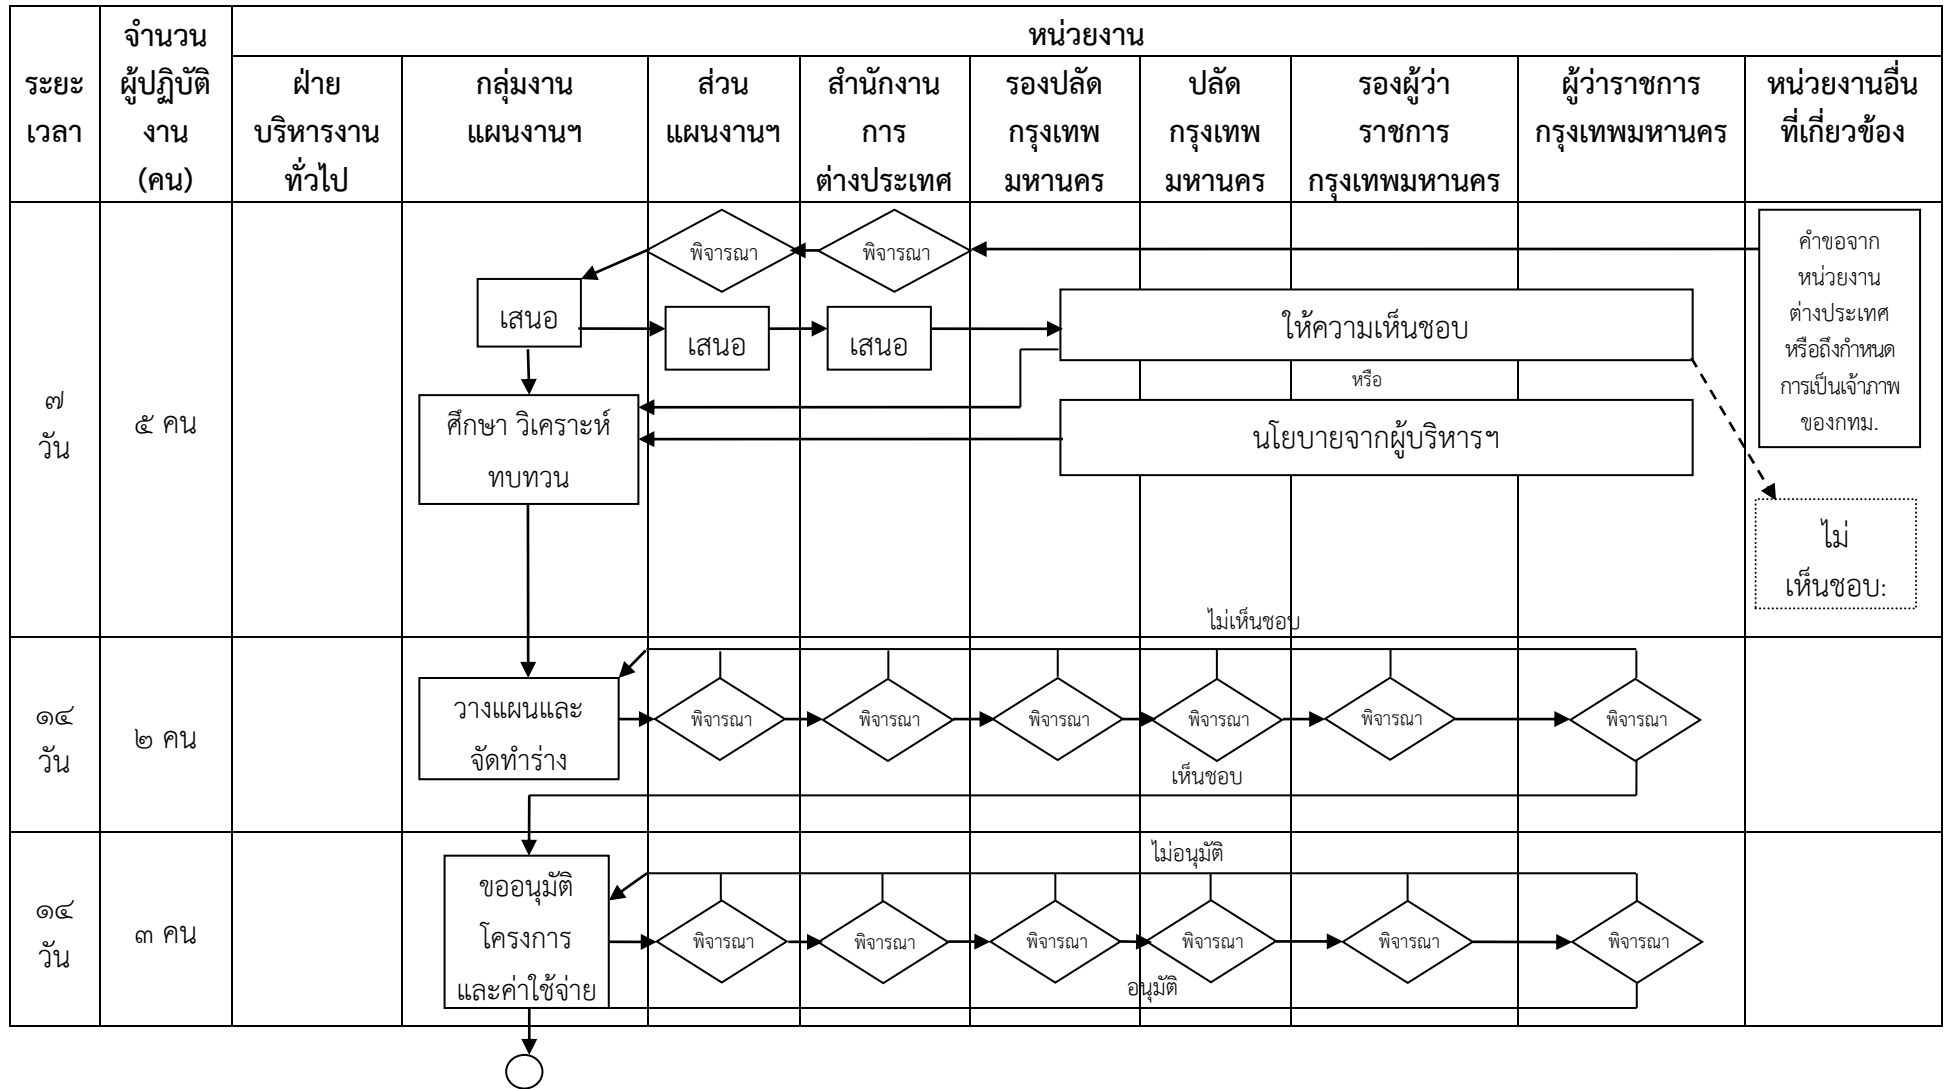 ระยะ
เวลา
จำนวน
ผู้ปฏิบัติ
งาน
(คน)
หน่วยงาน
ฝ่าย
บริหารงาน
ทั่วไป
กลุ่มงาน
แผนงานฯ
ส่วน
แผนงานฯ
สำนักงาน
การ
ต่างประเทศ
รองปลัด
กรุงเทพ
มหานคร
ปลัด
กรุงเทพ
มหานคร
รองผู้ว่า
ราชการ
กรุงเทพมหานคร
ผู้ว่าราชการ
กรุงเทพมหานคร
หน่วยงานอื่น
ที่เกี่ยวข้อง
๗
วัน
๕ คน
พิจารณา
พิจารณา
คำขอจาก
หน่วยงาน
ต่างประเทศ
หรือถึงกำหนด
การเป็นเจ้าภาพ
ของกทม.
เสนอ
เสนอ
เสนอ
ให้ความเห็นชอบ
หรือ
ศึกษา วิเคราะห์
ทบทวน
นโยบายจากผู้บริหารฯ
ไม่
เห็นชอบ:
ไม่เห็นชอบ
๑๔
วัน
๒ คน
วางแผนและ
จัดทำร่าง
พิจารณา
พิจารณา
พิจารณา
พิจารณา
พิจารณา
พิจารณา
เห็นชอบ
๑๔
วัน
๓ คน
ไม่อนุมัติ
ขออนุมัติ
โครงการ
และค่าใช้จ่าย
พิจารณา
พิจารณา
พิจารณา
พิจารณา
พิจารณา
พิจารณา
อนุมัติ